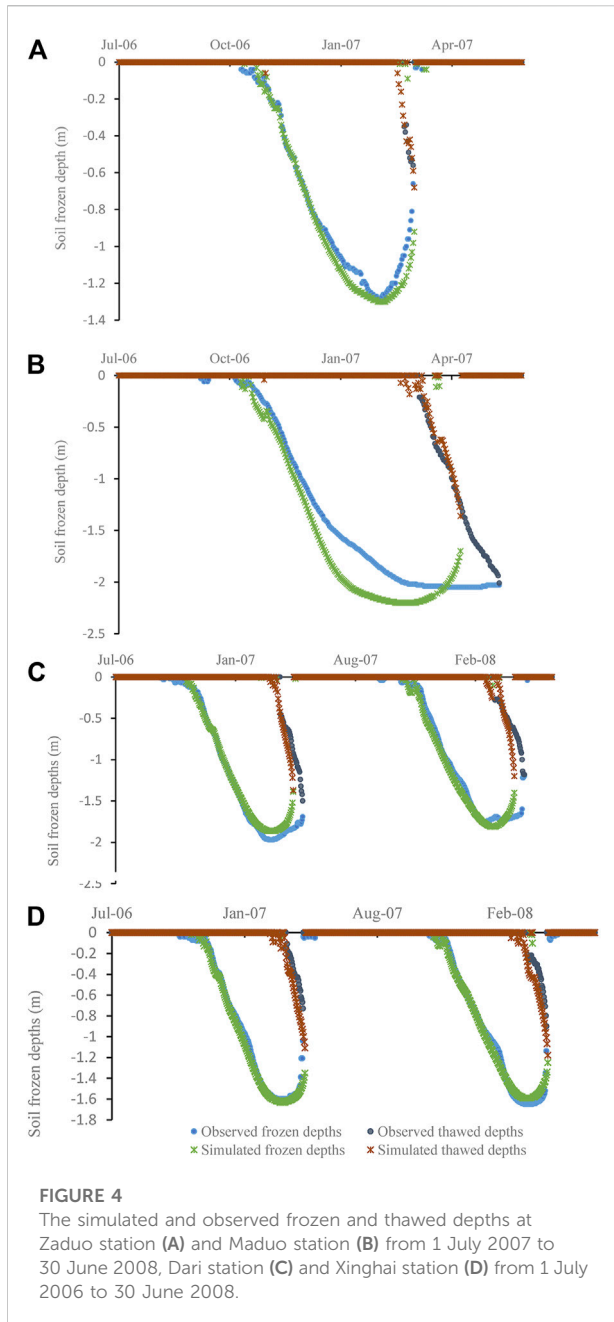 A
Jul-06 Oct-06 Jan-07 Apr-07
0
-0.2
-0.4
-0.6
-0.8
-1
-1.2
-1.4
Soil frozen depth (m)
B
Jul-06 Oct-06 Jan-07 Apr-07
0
-0.5
-1
-1.5
-2
-2.5
Soil frozen depth (m)
C
Jul-06 Jan-07 Aug-07 Feb-08
0
-0.5
-1
-1.5
-2
-2.5
Soil frozen depths (m)
D
Jul-06 Jan-07 Aug-07 Feb-08
0
-0.2
-0.4
-0.6
-0.8
-1
-1.2
-1.4
-1.6
-1.8
Soil frozen depths (m)
Observed frozen depths Observed thawed depths
Simulated frozen depths Simulated thawed depths
FIGURE 4
The simulated and observed frozen and thawed depths at
Zaduo station (A) and Maduo station (B) from 1 July 2007 to
30 June 2008, Dari station (C) and Xinghai station (D) from 1 July
2006 to 30 June 2008.